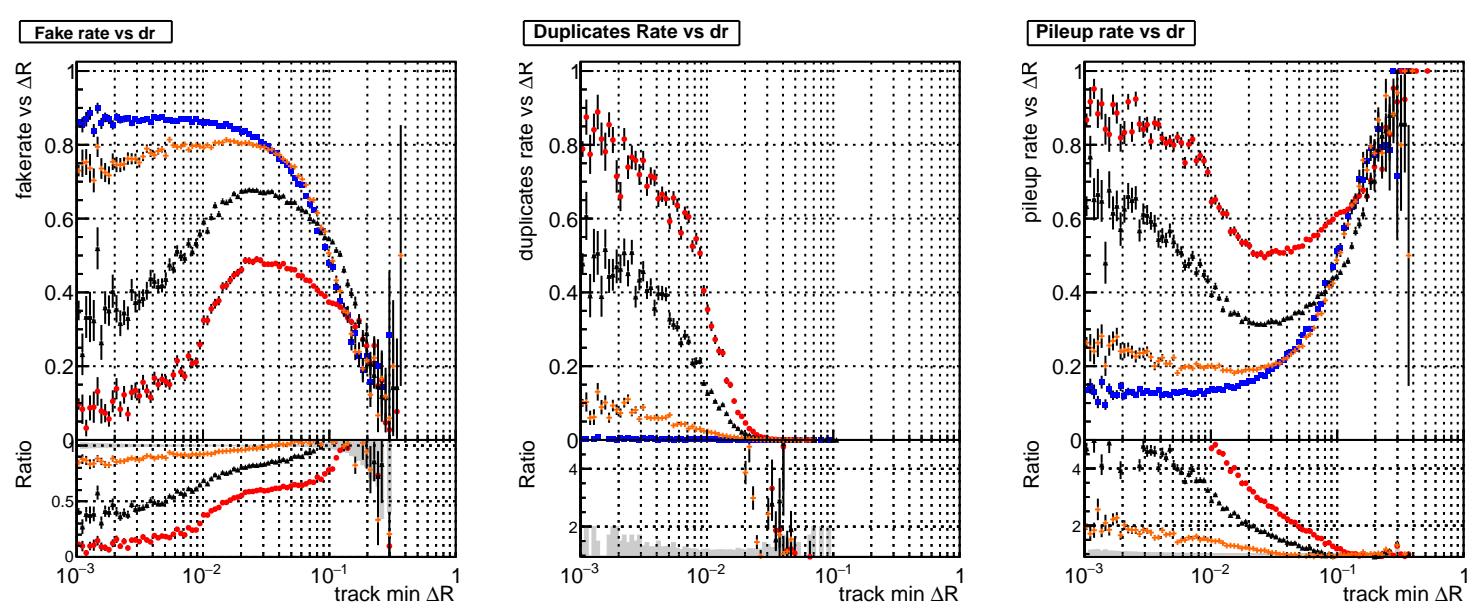 Fake rate vs dr
fakerate vs ΔR
1
0.8
0.6
0.4
0.2
0
Ratio
0.5
0
10⁻³ 10⁻² 10⁻¹ 1
track min ΔR
Duplicates Rate vs dr
duplicates rate vs ΔR
1
0.8
0.6
0.4
0.2
0
Ratio
4
2
10⁻³ 10⁻² 10⁻¹ 1
track min ΔR
Pileup rate vs dr
pileup rate vs ΔR
1
0.8
0.6
0.4
0.2
0
Ratio
4
2
10⁻³ 10⁻² 10⁻¹ 1
track min ΔR